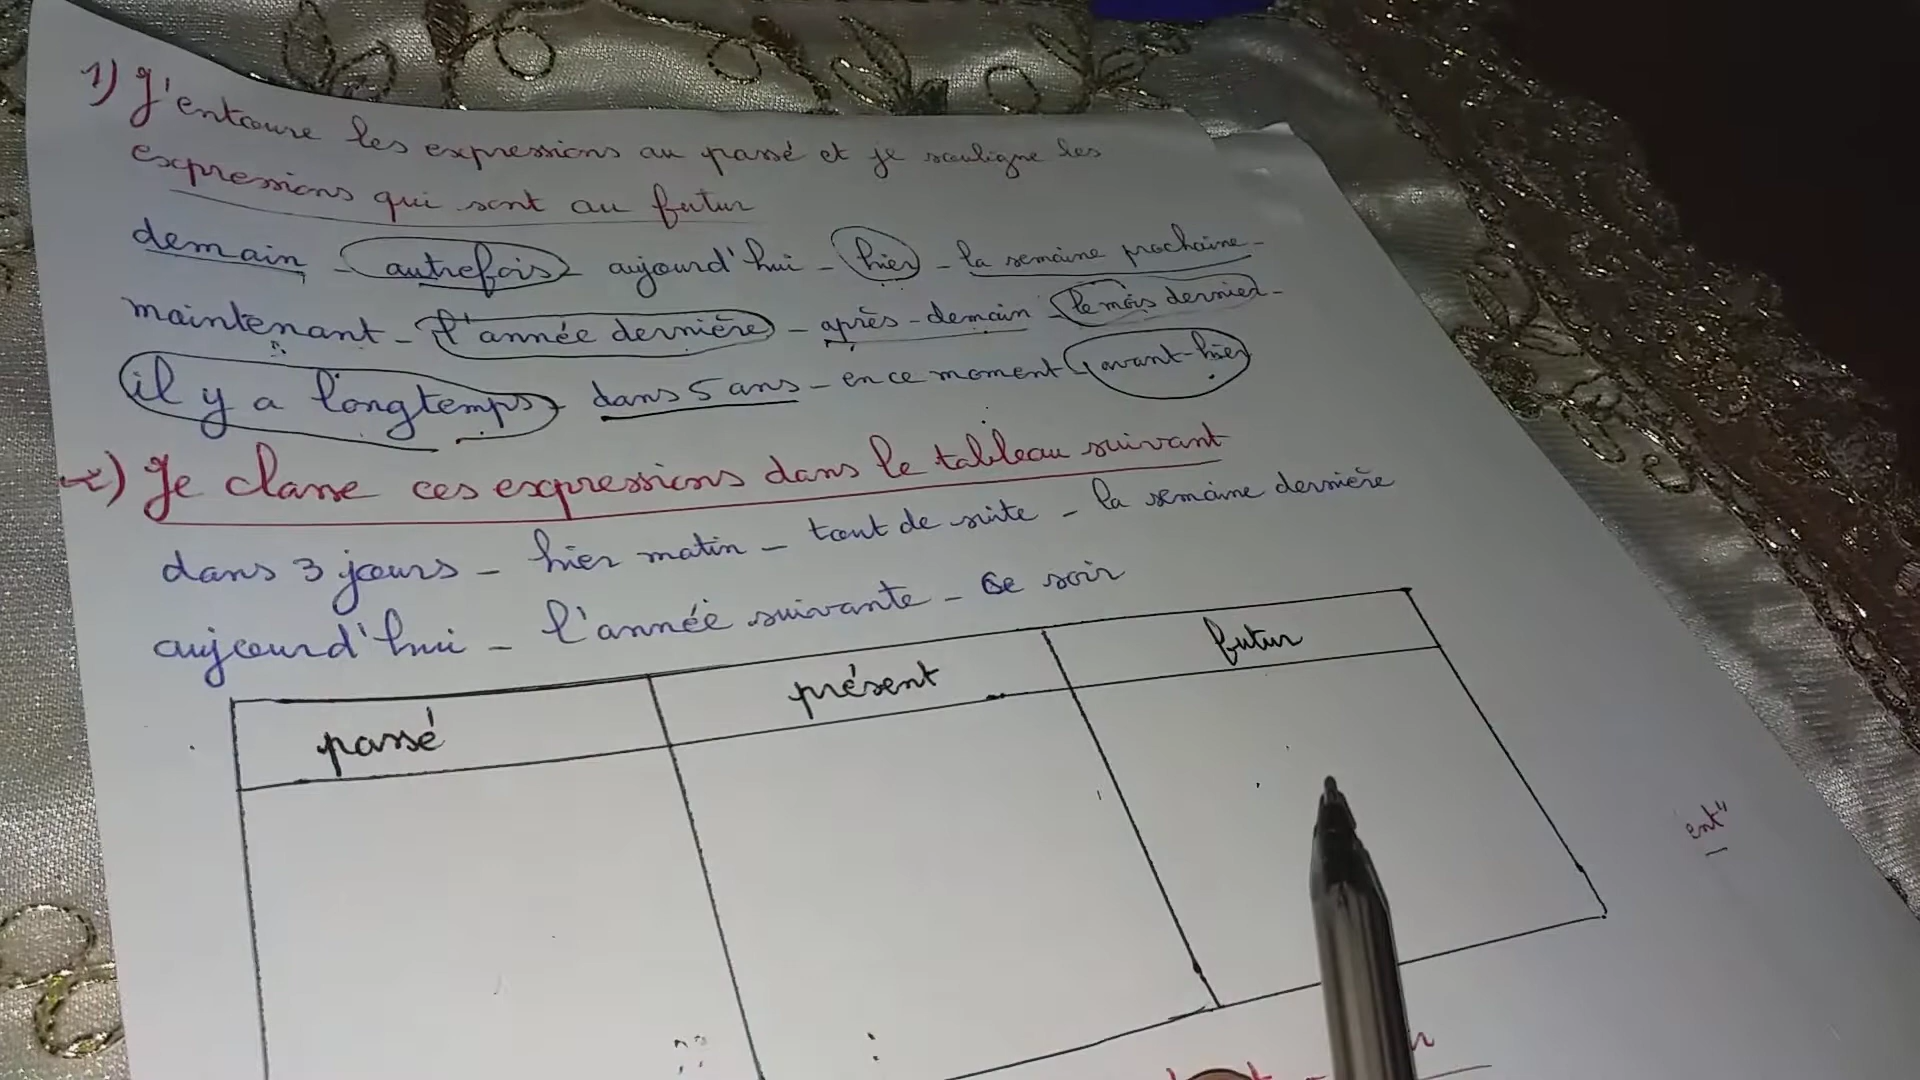 1) J'entoure les expressions au passé et je souligne les
expressions qui sont au futur
demain - autrefois - aujourd'hui - hier - la semaine prochaine -
maintenant - l'année dernière - après-demain - le mois dernier -
il y a longtemps - dans 5 ans - en ce moment - avant-hier
2) Je classe ces expressions dans le tableau suivant
dans 3 jours - hier matin - tout de suite - la semaine dernière
aujourd'hui - l'année suivante - ce soir
passé présent futur
ent"